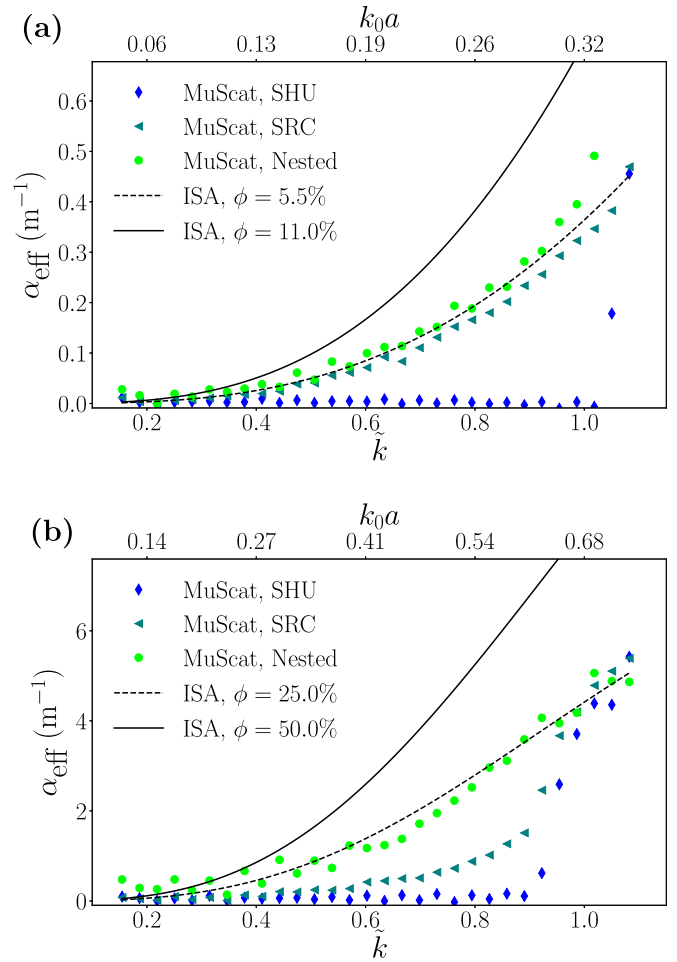 (a)
k₀a
0.06 0.13 0.19 0.26 0.32
MuScat, SHU
MuScat, SRC
MuScat, Nested
ISA, ϕ = 5.5%
ISA, ϕ = 11.0%
α_eff (m⁻¹)
0.6
0.5
0.4
0.3
0.2
0.1
0.0
0.2 0.4 0.6 0.8 1.0
k̃
(b)
k₀a
0.14 0.27 0.41 0.54 0.68
MuScat, SHU
MuScat, SRC
MuScat, Nested
ISA, ϕ = 25.0%
ISA, ϕ = 50.0%
α_eff (m⁻¹)
6
4
2
0
0.2 0.4 0.6 0.8 1.0
k̃